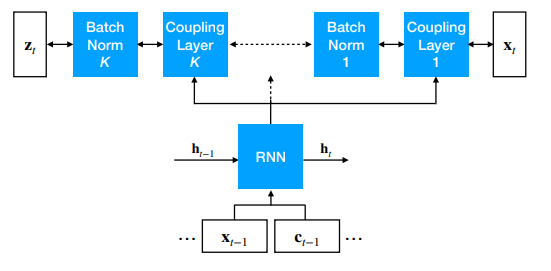 z_t
Batch
Norm
K
Coupling
Layer
K
Batch
Norm
1
Coupling
Layer
1
x_t
h_{t-1}
RNN
h_t
...
x_{t-1}
c_{t-1}
...